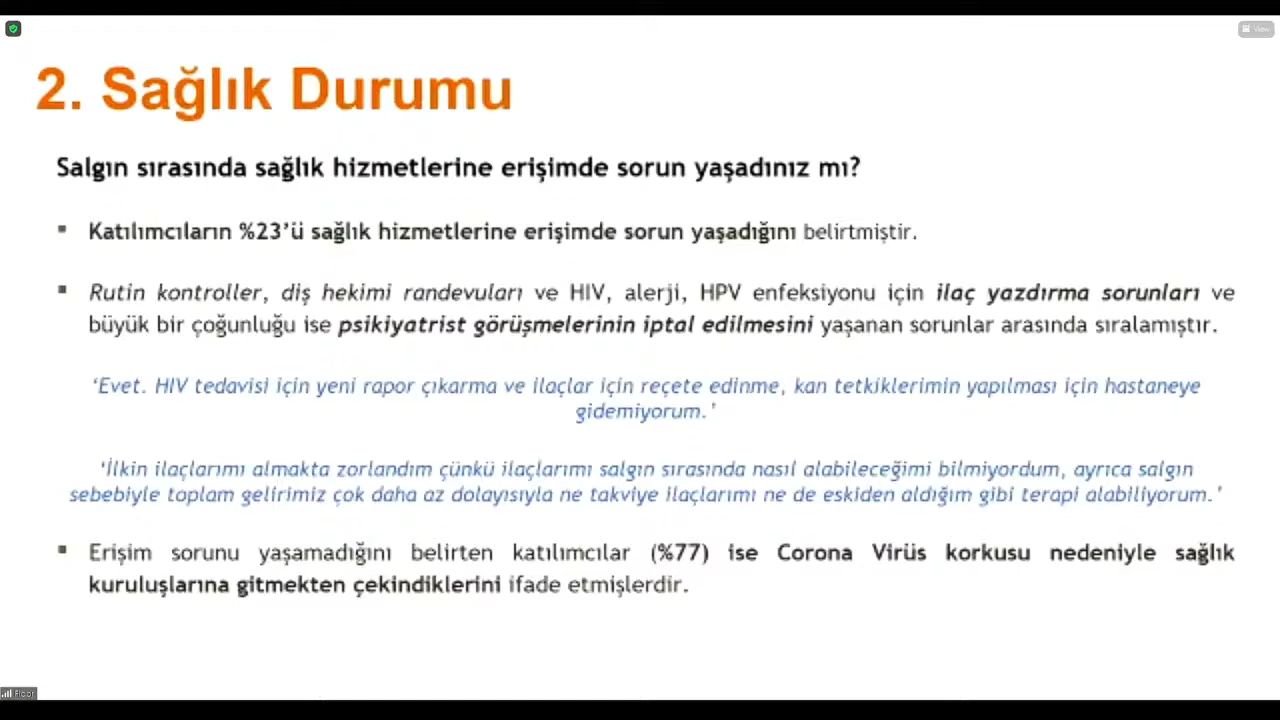 View
2. Sağlık Durumu
Salgın sırasında sağlık hizmetlerine erişimde sorun yaşadınız mı?
▪ Katılımcıların %23’ü sağlık hizmetlerine erişimde sorun yaşadığını belirtmiştir.
▪ Rutin kontroller, diş hekimi randevuları ve HIV, alerji, HPV enfeksiyonu için ilaç yazdırma sorunları ve
büyük bir çoğunluğu ise psikiyatrist görüşmelerinin iptal edilmesini yaşanan sorunlar arasında sıralamıştır.
‘Evet. HIV tedavisi için yeni rapor çıkarma ve ilaçlar için reçete edinme, kan tetkiklerimin yapılması için hastaneye
gidemiyorum.’
‘İlkin ilaçlarımı almakta zorlandım çünkü ilaçlarımı salgın sırasında nasıl alabileceğimi bilmiyordum, ayrıca salgın
sebebiyle toplam gelirimiz çok daha az dolayısıyla ne takviye ilaçlarımı ne de eskiden aldığım gibi terapi alabiliyorum.’
▪ Erişim sorunu yaşamadığını belirten katılımcılar (%77) ise Corona Virüs korkusu nedeniyle sağlık
kuruluşlarına gitmekten çekindiklerini ifade etmişlerdir.
Floor